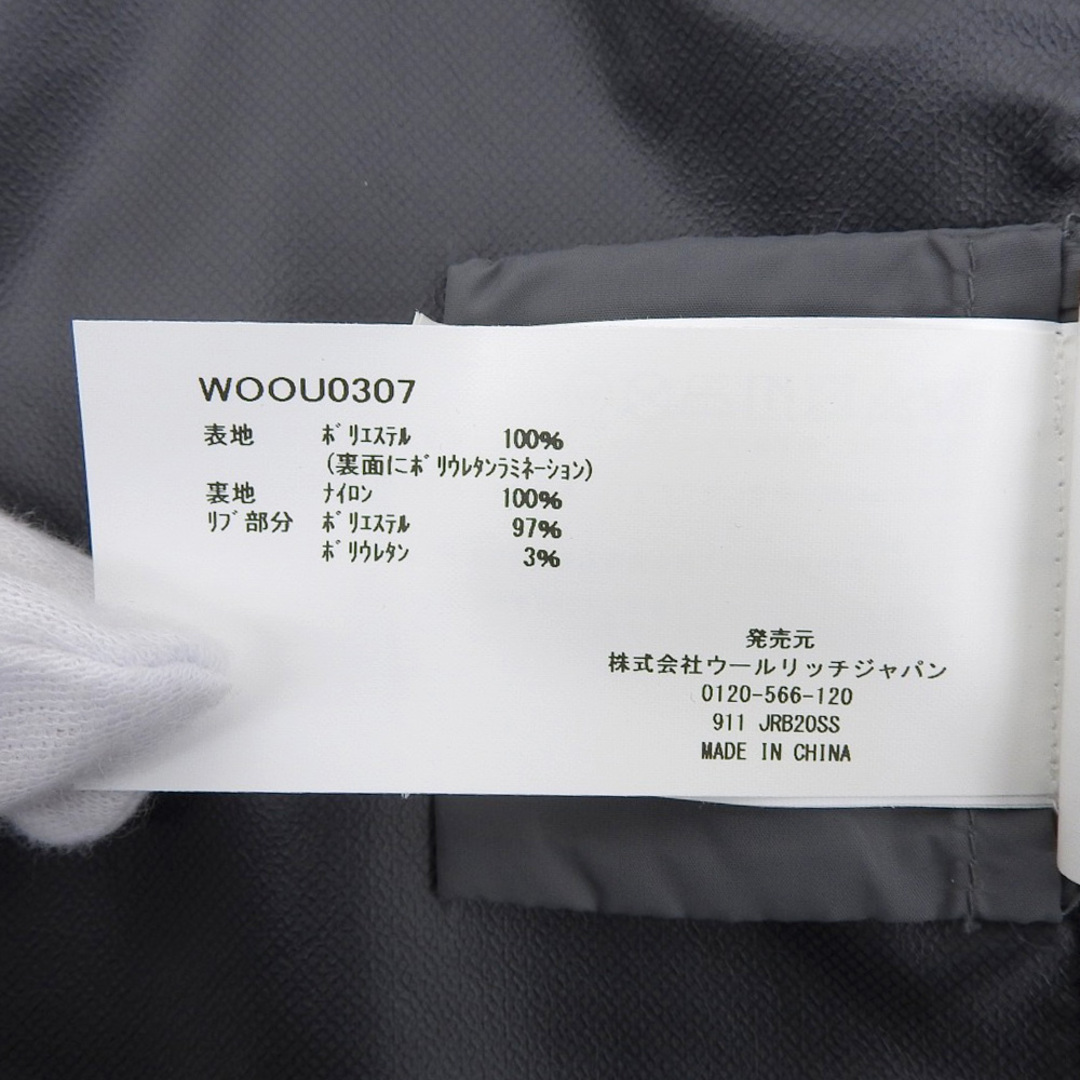 WOOU0307
表地 ﾎﾟﾘｴｽﾃﾙ 100%
(裏面にﾎﾟﾘｳﾚﾀﾝﾗﾐﾈｰｼｮﾝ)
裏地 ﾅｲﾛﾝ 100%
ﾘﾌﾞ部分 ﾎﾟﾘｴｽﾃﾙ 97%
ﾎﾟﾘｳﾚﾀﾝ 3%
発売元
株式会社ウールリッチジャパン
0120-566-120
911 JRB20SS
MADE IN CHINA